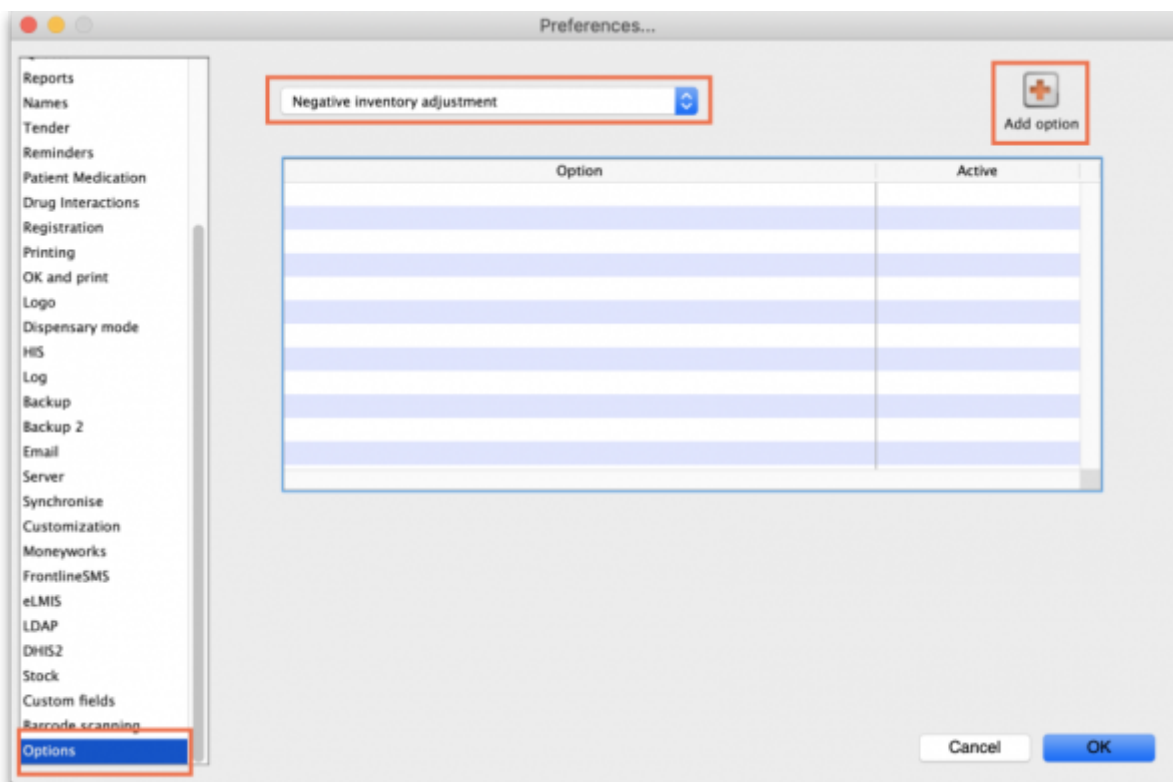 Preferences...
Reports
Names
Tender
Reminders
Patient Medication
Drug Interactions
Registration
Printing
OK and print
Logo
Dispensary mode
HIS
Log
Backup
Backup 2
Email
Server
Synchronise
Customization
Moneyworks
FrontlineSMS
eLMIS
LDAP
DHIS2
Stock
Custom fields
Barcode scanning
Options
Negative inventory adjustment
Add option
Option Active
Cancel OK